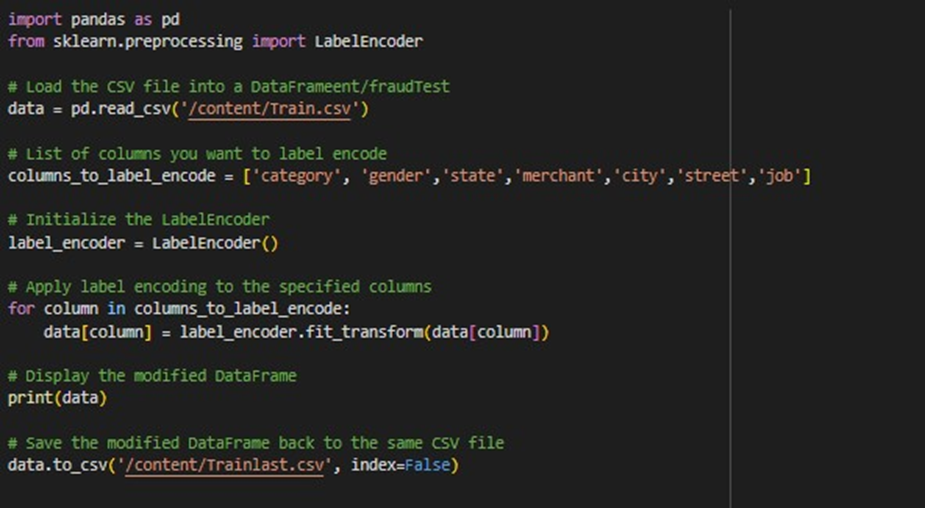 import pandas as pd
from sklearn.preprocessing import LabelEncoder
# Load the CSV file into a DataFrameent/fraudTest
data = pd.read_csv('/content/Train.csv')
# List of columns you want to label encode
columns_to_label_encode = ['category', 'gender','state','merchant','city','street','job']
# Initialize the LabelEncoder
label_encoder = LabelEncoder()
# Apply label encoding to the specified columns
for column in columns_to_label_encode:
    data[column] = label_encoder.fit_transform(data[column])
# Display the modified DataFrame
print(data)
# Save the modified DataFrame back to the same CSV file
data.to_csv('/content/Trainlast.csv', index=False)